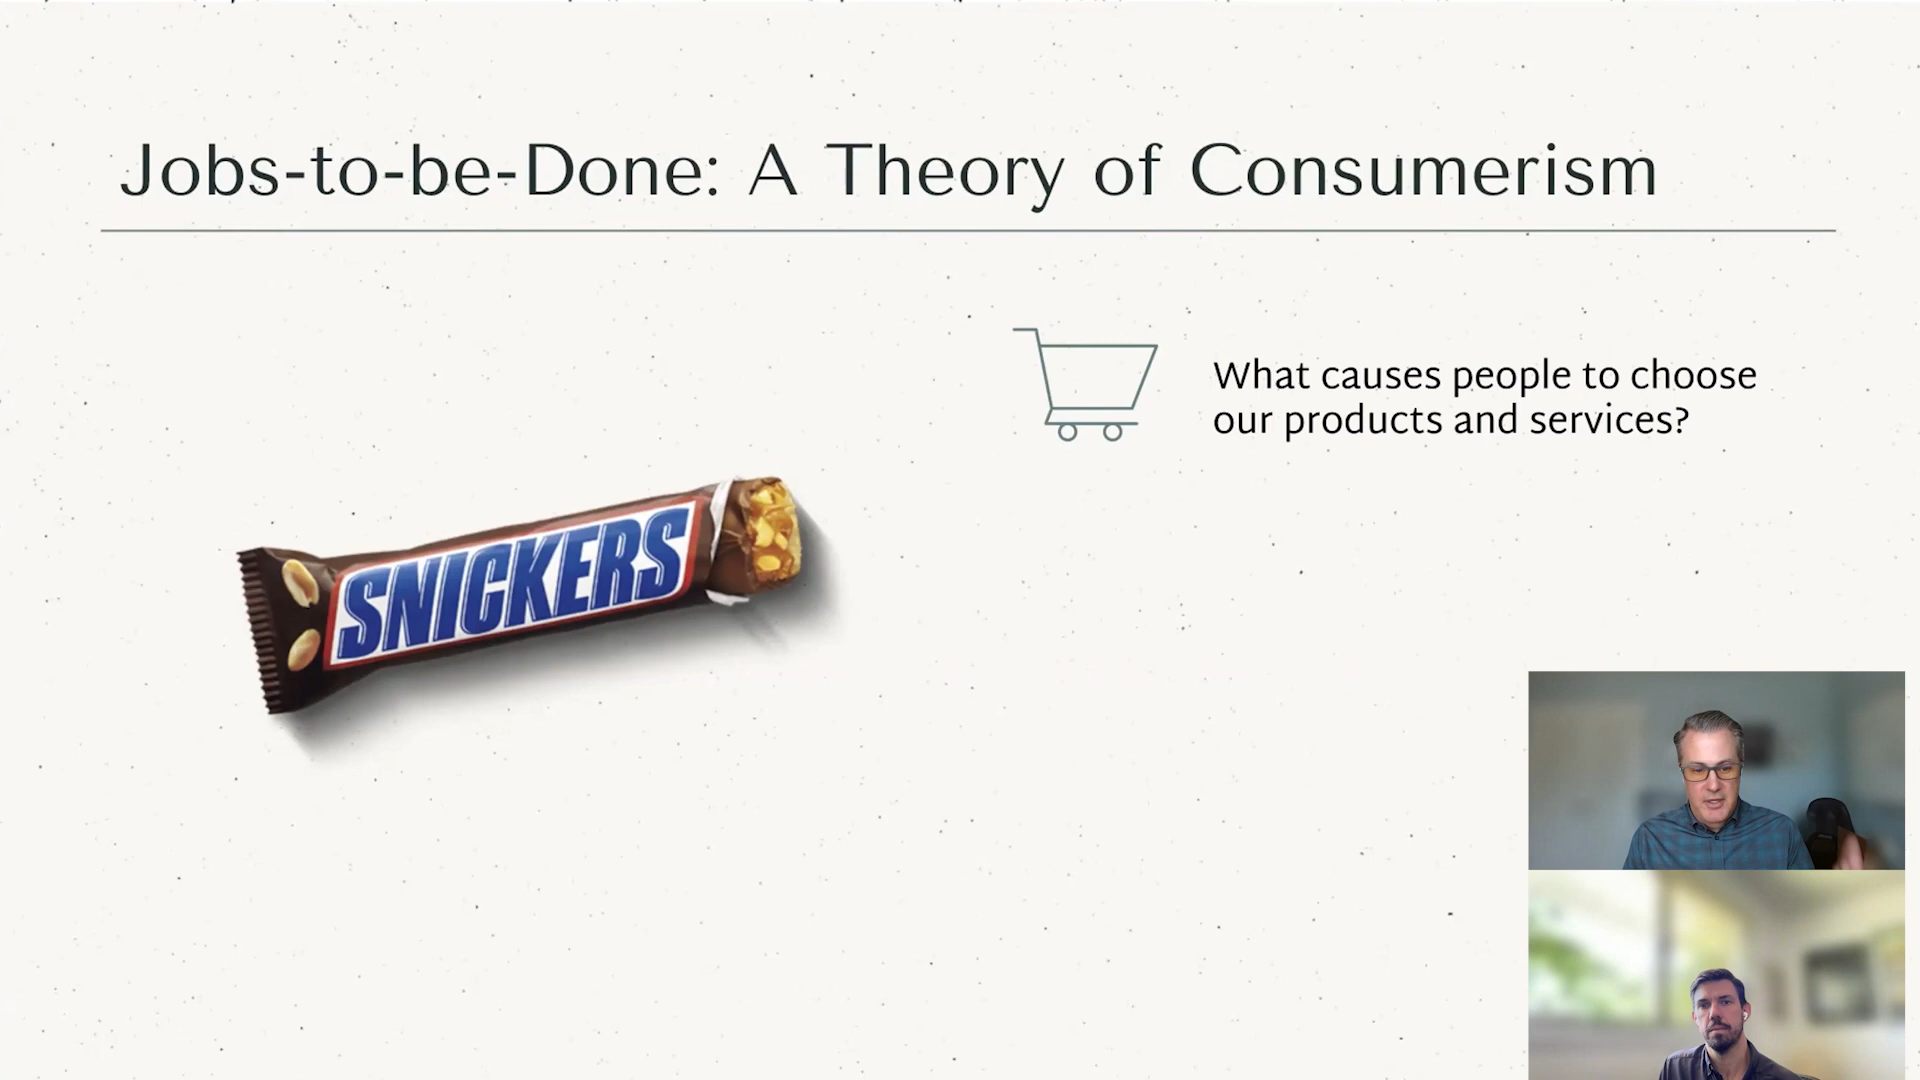 Jobs-to-be-Done: A Theory of Consumerism
What causes people to choose
our products and services?
SNICKERS